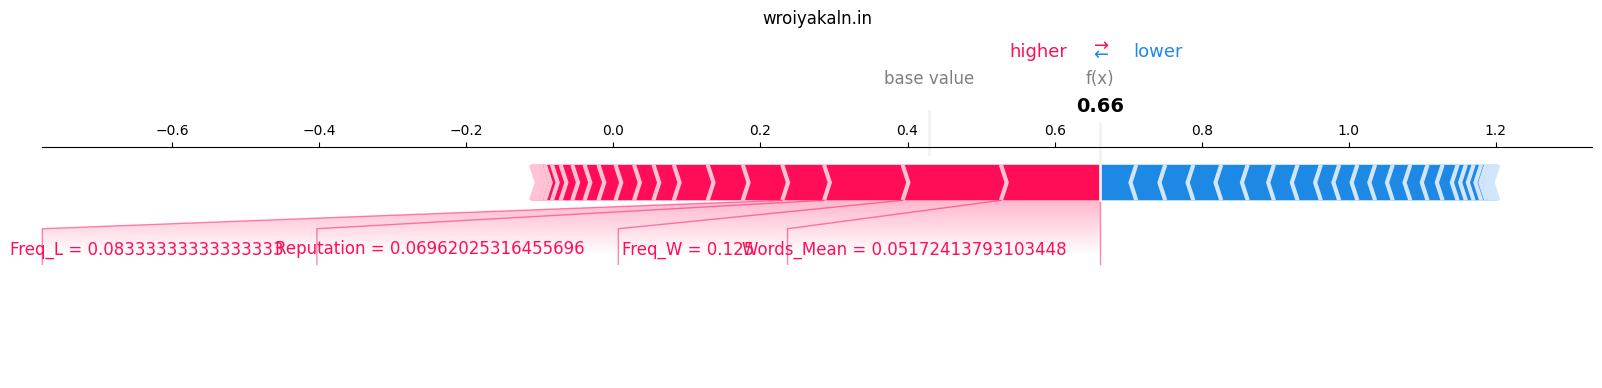 wroiyakaln.in
higher ⇄ lower
base value f(x)
0.66
−0.6 −0.4 −0.2 0.0 0.2 0.4 0.6 0.8 1.0 1.2
Freq_L = 0.08333333333333333 Reputation = 0.06962025316455696 Freq_W = 0.125 Words_Mean = 0.05172413793103448